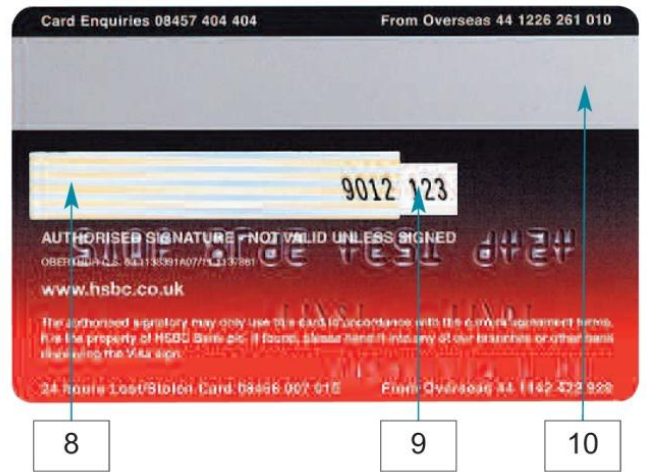 Card Enquiries 08457 404 404 From Overseas 44 1226 261 010
9012 123
AUTHORISED SIGNATURE - NOT VALID UNLESS SIGNED
OBERTHUR C.S.
www.hsbc.co.uk
The authorised signatory may only use this card in accordance with the current agreement terms.
It is the property of HSBC Bank plc. If found, please hand it into any of our branches or other bank
displaying the Visa sign.
24 Hours Lost/Stolen Card 08456 007 010 From Overseas 44 1142 422 929
8 9 10